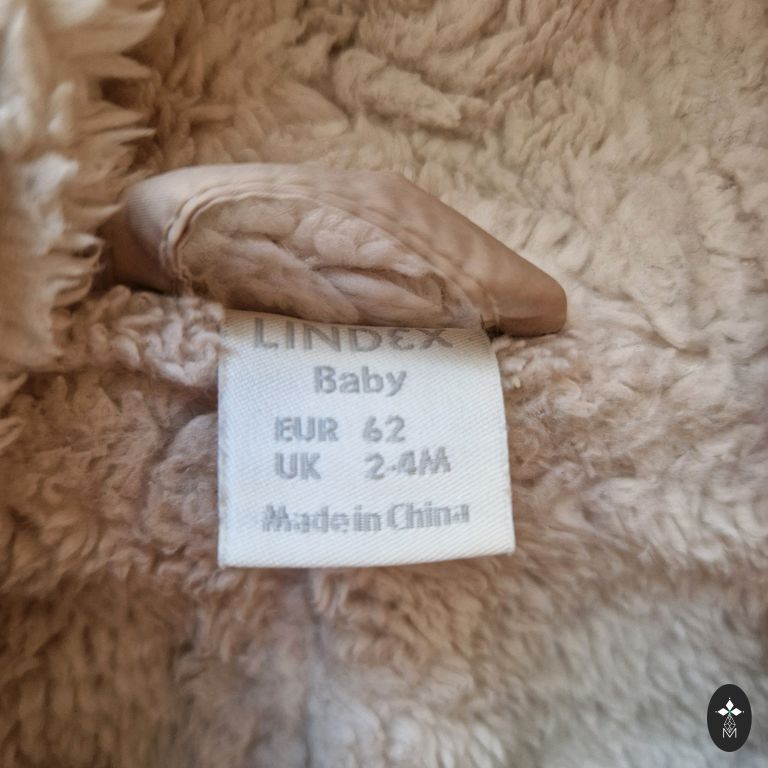 LINDEX
Baby
EUR 62
UK 2-4M
Made in China
M